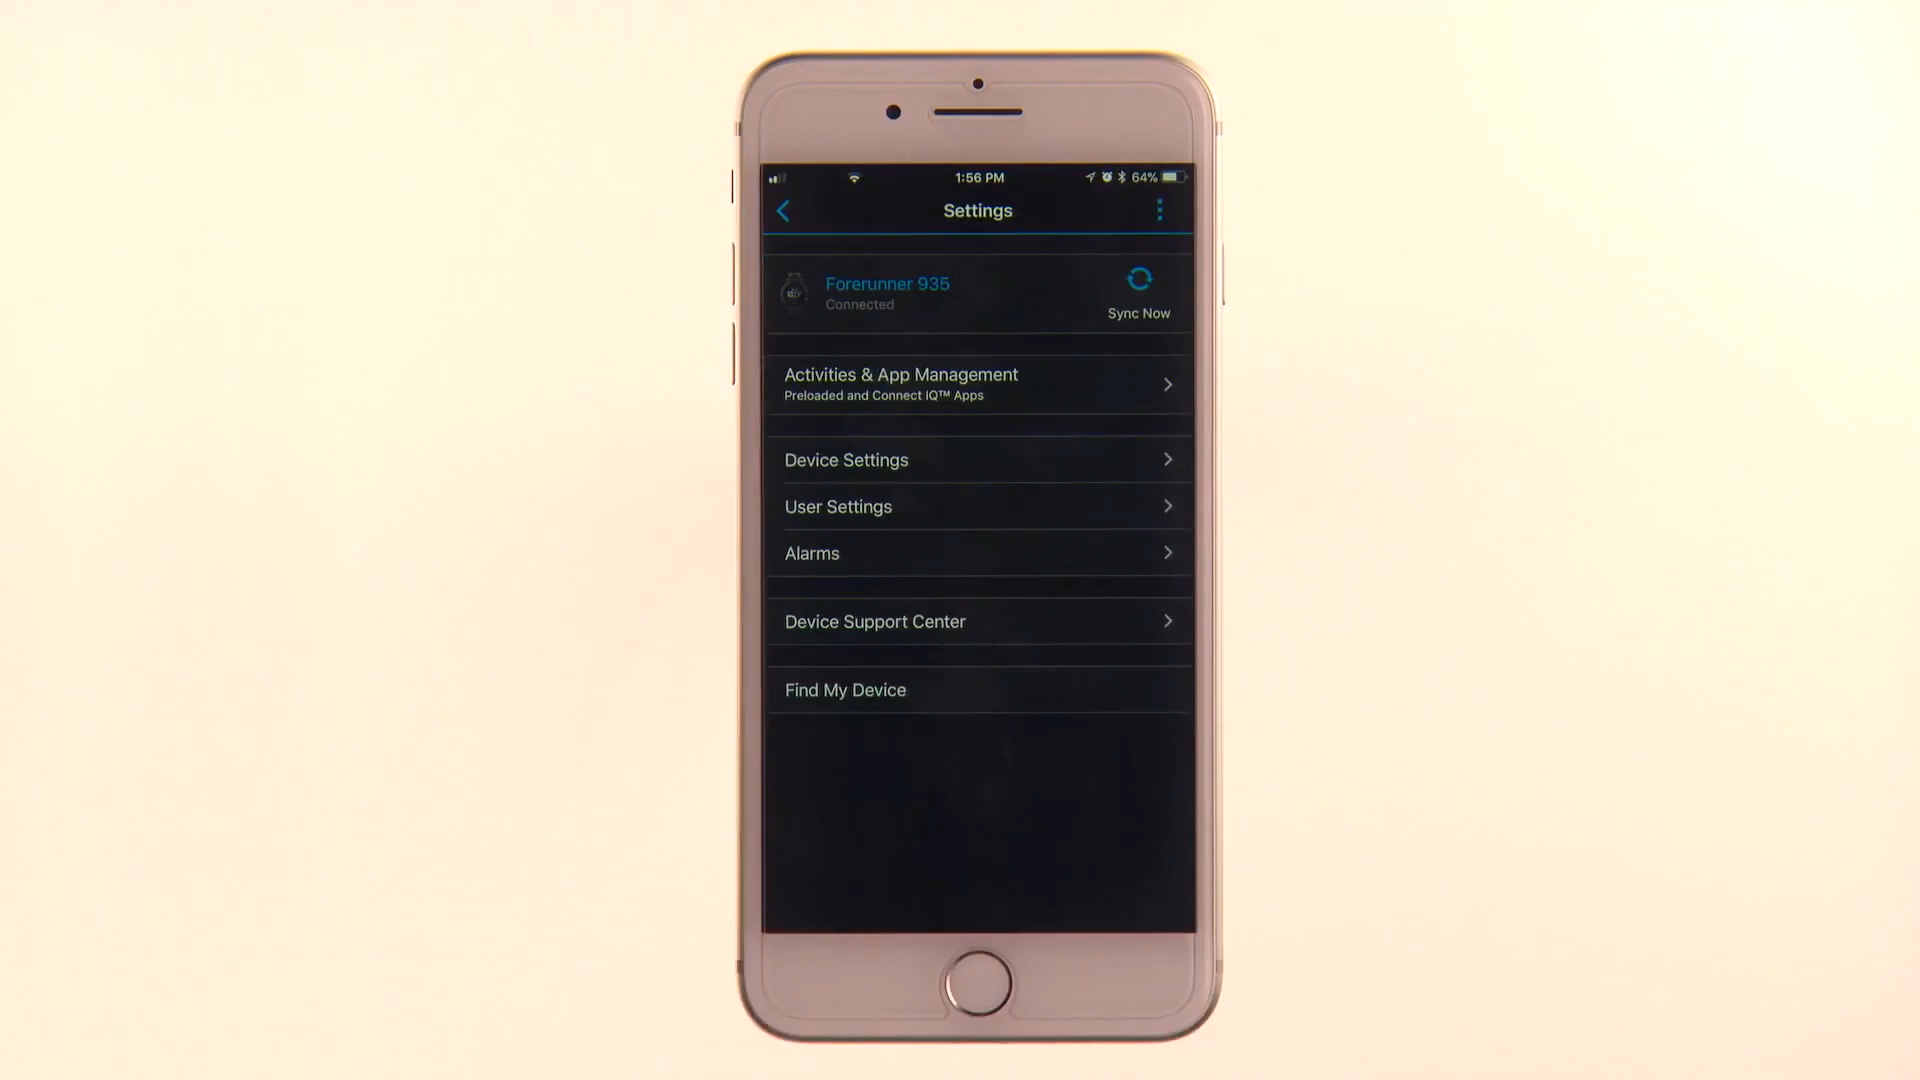 1:56 PM
64%
Settings
Forerunner 935
Connected
Sync Now
Activities & App Management
Preloaded and Connect IQ™ Apps
Device Settings
User Settings
Alarms
Device Support Center
Find My Device